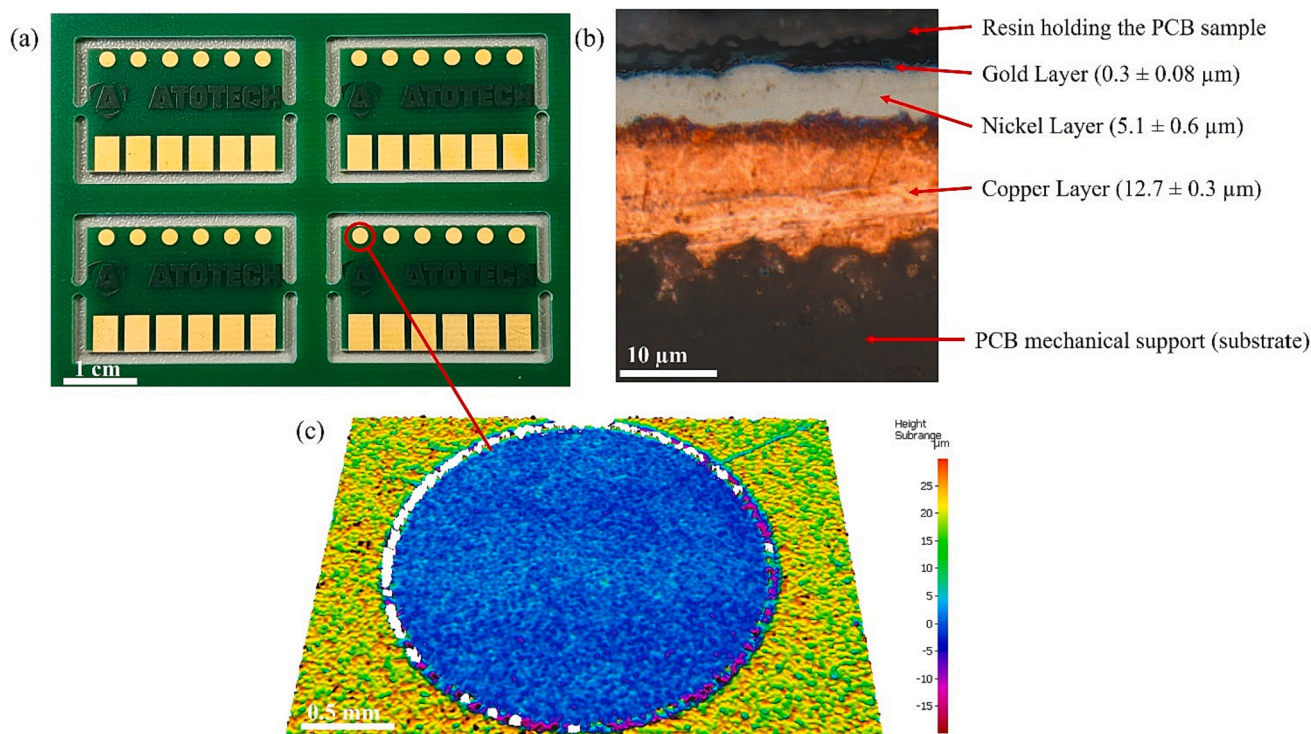 (a)
A ATOTECH
A ATOTECH
A ATOTECH
A ATOTECH
1 cm
(b)
Resin holding the PCB sample
Gold Layer (0.3 ± 0.08 µm)
Nickel Layer (5.1 ± 0.6 µm)
Copper Layer (12.7 ± 0.3 µm)
PCB mechanical support (substrate)
10 µm
(c)
Height
Subrange
µm
25
20
15
10
5
0
-5
-10
-15
0.5 mm